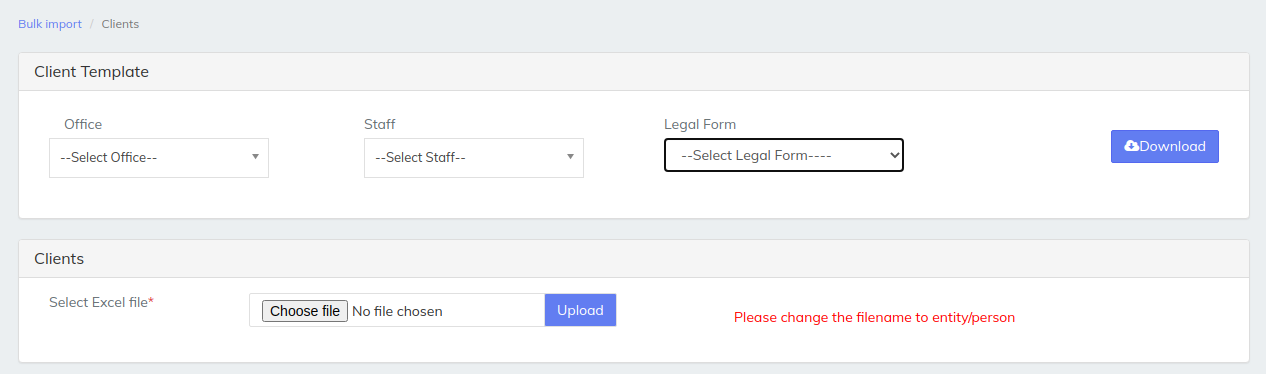 Bulk import / Clients
Client Template
Office Staff Legal Form
--Select Office-- --Select Staff-- --Select Legal Form---- Download
Clients
Select Excel file* Choose file No file chosen Upload Please change the filename to entity/person